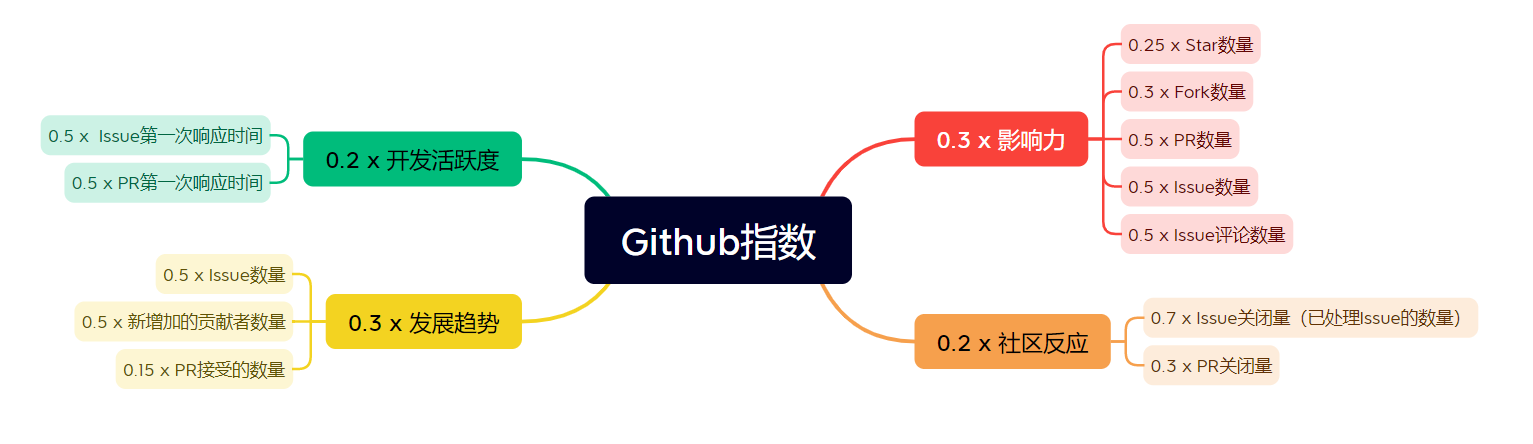 Github指数
0.3 x 影响力
0.25 x Star数量
0.3 x Fork数量
0.5 x PR数量
0.5 x Issue数量
0.5 x Issue评论数量
0.2 x 社区反应
0.7 x Issue关闭量（已处理Issue的数量）
0.3 x PR关闭量
0.2 x 开发活跃度
0.5 x Issue第一次响应时间
0.5 x PR第一次响应时间
0.3 x 发展趋势
0.5 x Issue数量
0.5 x 新增加的贡献者数量
0.15 x PR接受的数量